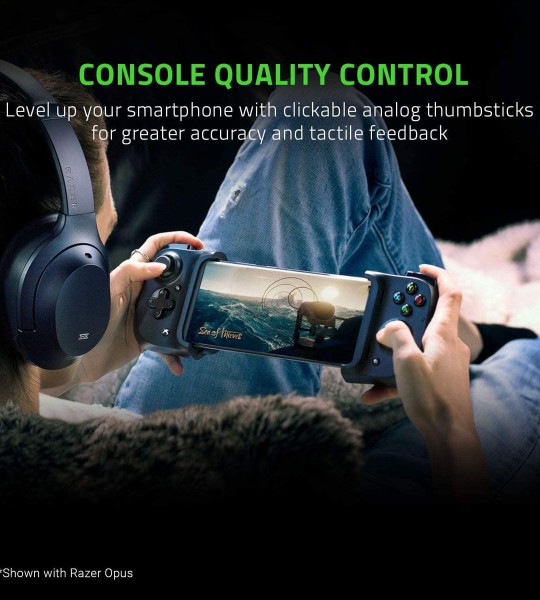 CONSOLE QUALITY CONTROL
Level up your smartphone with clickable analog thumbsticks
for greater accuracy and tactile feedback
RAZER
Sea of Thieves
*Shown with Razer Opus